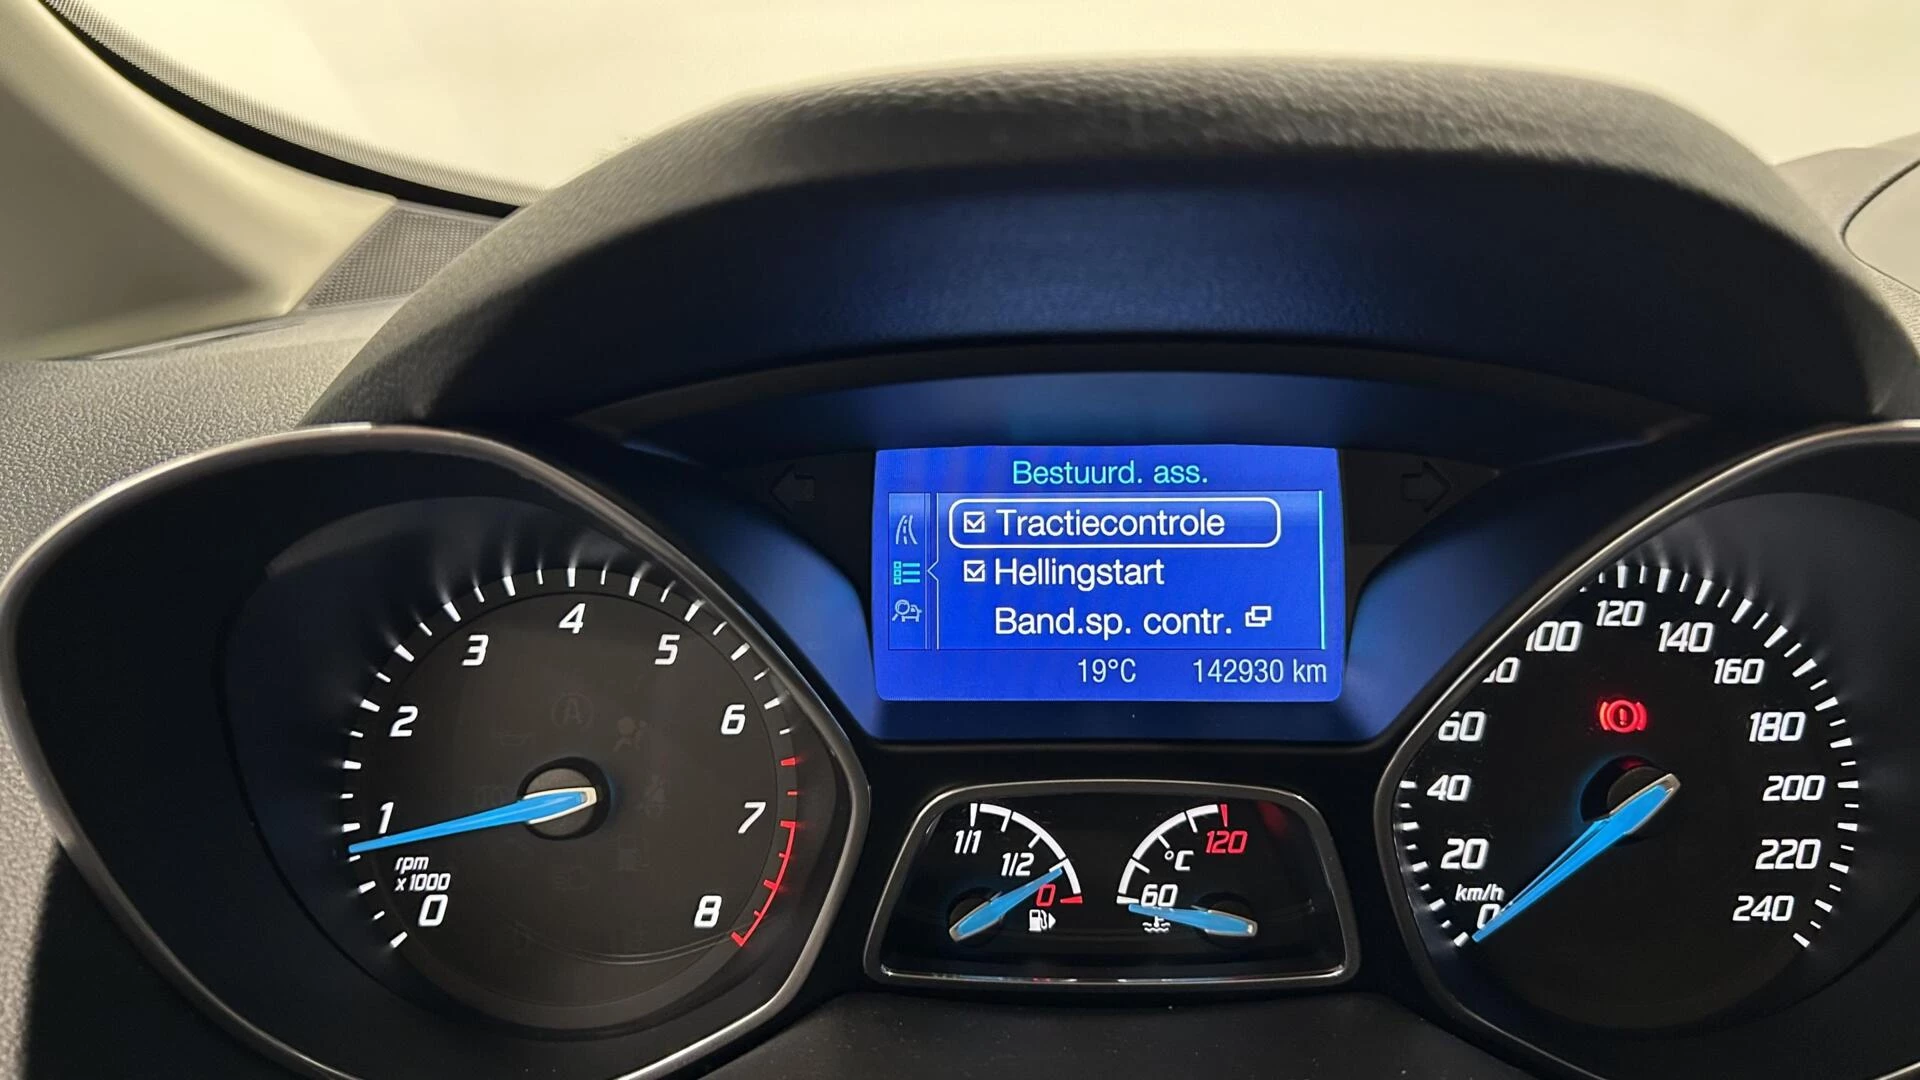 Bestuurd. ass.
Tractiecontrole
Hellingstart
Band.sp. contr.
19°C 142930 km
0 1 2 3 4 5 6 7 8
rpm
x1000
1/1
1/2
0
°C
60
120
0 20 40 60 100 120 140 160 180 200 220 240
km/h